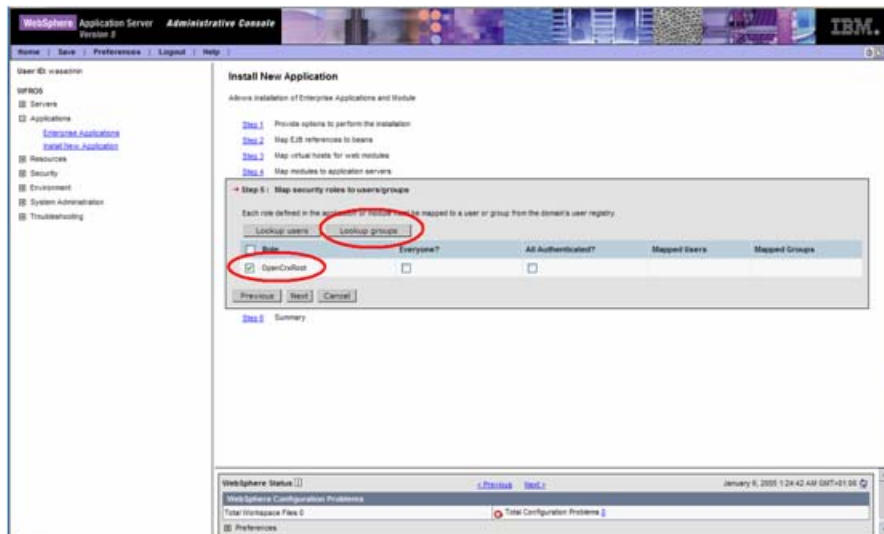 WebSphere Application Server Administrative Console
Version 5
IBM.
Home | Save | Preferences | Logout | Help |
User ID: wasadmin
WFROS
Servers
Applications
Enterprise Applications
Install New Application
Resources
Security
Environment
System Administration
Troubleshooting
Install New Application
Allows installation of Enterprise Applications and Module
Step 1 Provide options to perform the installation
Step 2 Map EJB references to beans
Step 3 Map virtual hosts for web modules
Step 4 Map modules to application servers
Step 5 : Map security roles to users/groups
Each role defined in the application or module must be mapped to a user or group from the domain's user registry.
Lookup users Lookup groups
Role Everyone? All Authenticated? Mapped Users Mapped Groups
OpenCrxRoot
Previous Next Cancel
Step 6 Summary
WebSphere Status < Previous Next > January 9, 2005 1:24:42 AM GMT+01:00
WebSphere Configuration Problems
Total Workspace Files 0 Total Configuration Problems
Preferences